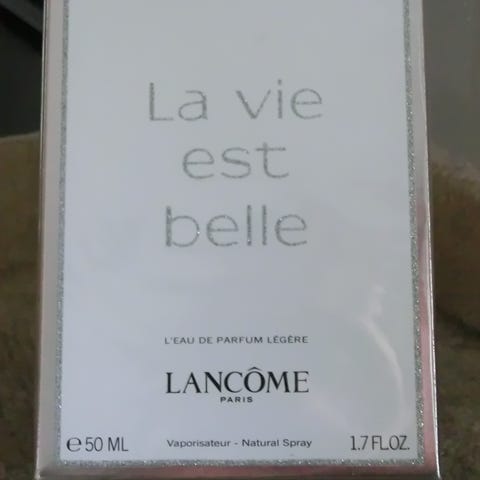 La vie
est
belle
L'EAU DE PARFUM LÉGÈRE
LANCÔME
PARIS
℮ 50 ML Vaporisateur - Natural Spray 1.7 FL.OZ.